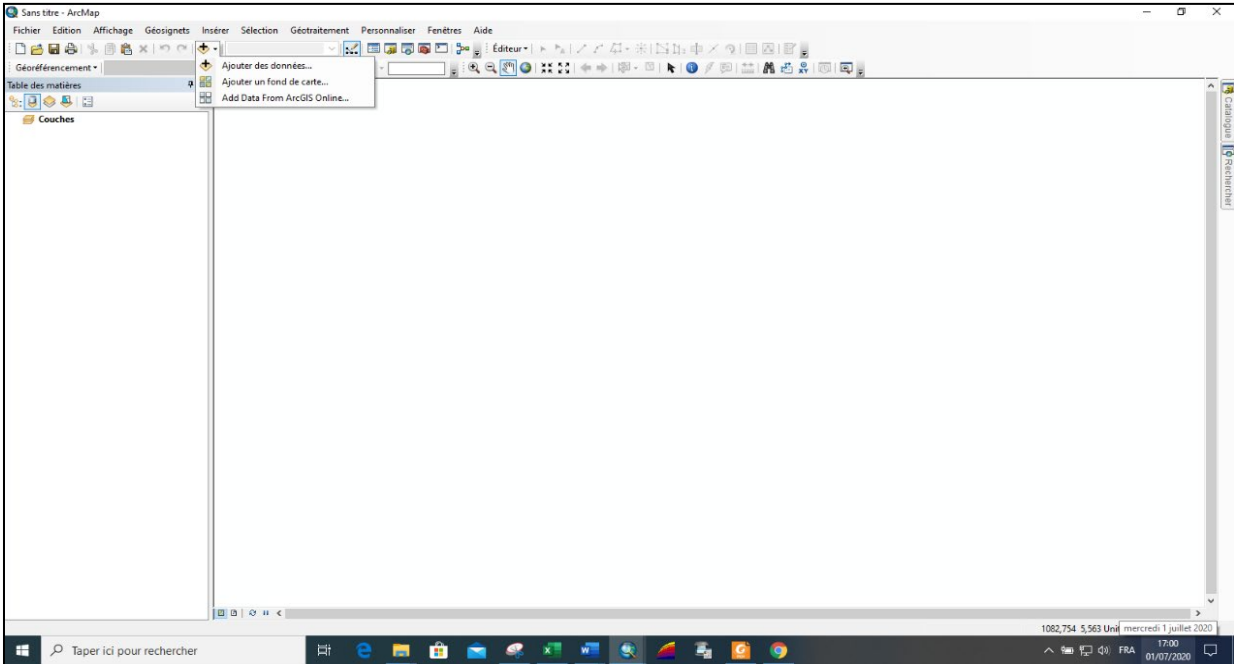 Sans titre - ArcMap
Fichier Edition Affichage Géosignets Insérer Sélection Géotraitement Personnaliser Fenêtres Aide
Éditeur
Géoréférencement
Ajouter des données...
Ajouter un fond de carte...
Add Data From ArcGIS Online...
Table des matières
Couches
Catalogue
Rechercher
1082,754 5,563 Unit
mercredi 1 juillet 2020
Taper ici pour rechercher
FRA
17:00
01/07/2020